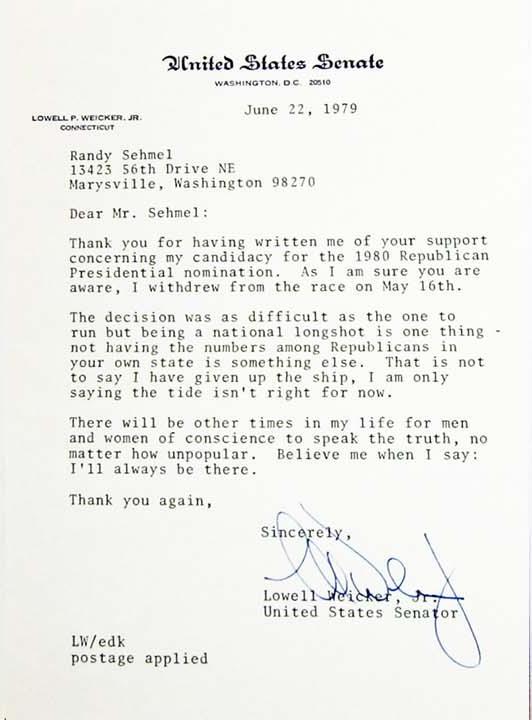 United States Senate
WASHINGTON, D.C. 20510
June 22, 1979
LOWELL P. WEICKER, JR.
CONNECTICUT
Randy Sehmel
13423 56th Drive NE
Marysville, Washington 98270
Dear Mr. Sehmel:
Thank you for having written me of your support
concerning my candidacy for the 1980 Republican
Presidential nomination. As I am sure you are
aware, I withdrew from the race on May 16th.
The decision was as difficult as the one to
run but being a national longshot is one thing -
not having the numbers among Republicans in
your own state is something else. That is not
to say I have given up the ship, I am only
saying the tide isn't right for now.
There will be other times in my life for men
and women of conscience to speak the truth, no
matter how unpopular. Believe me when I say:
I'll always be there.
Thank you again,
Sincerely,
Lowell Weicker, Jr.
United States Senator
LW/edk
postage applied